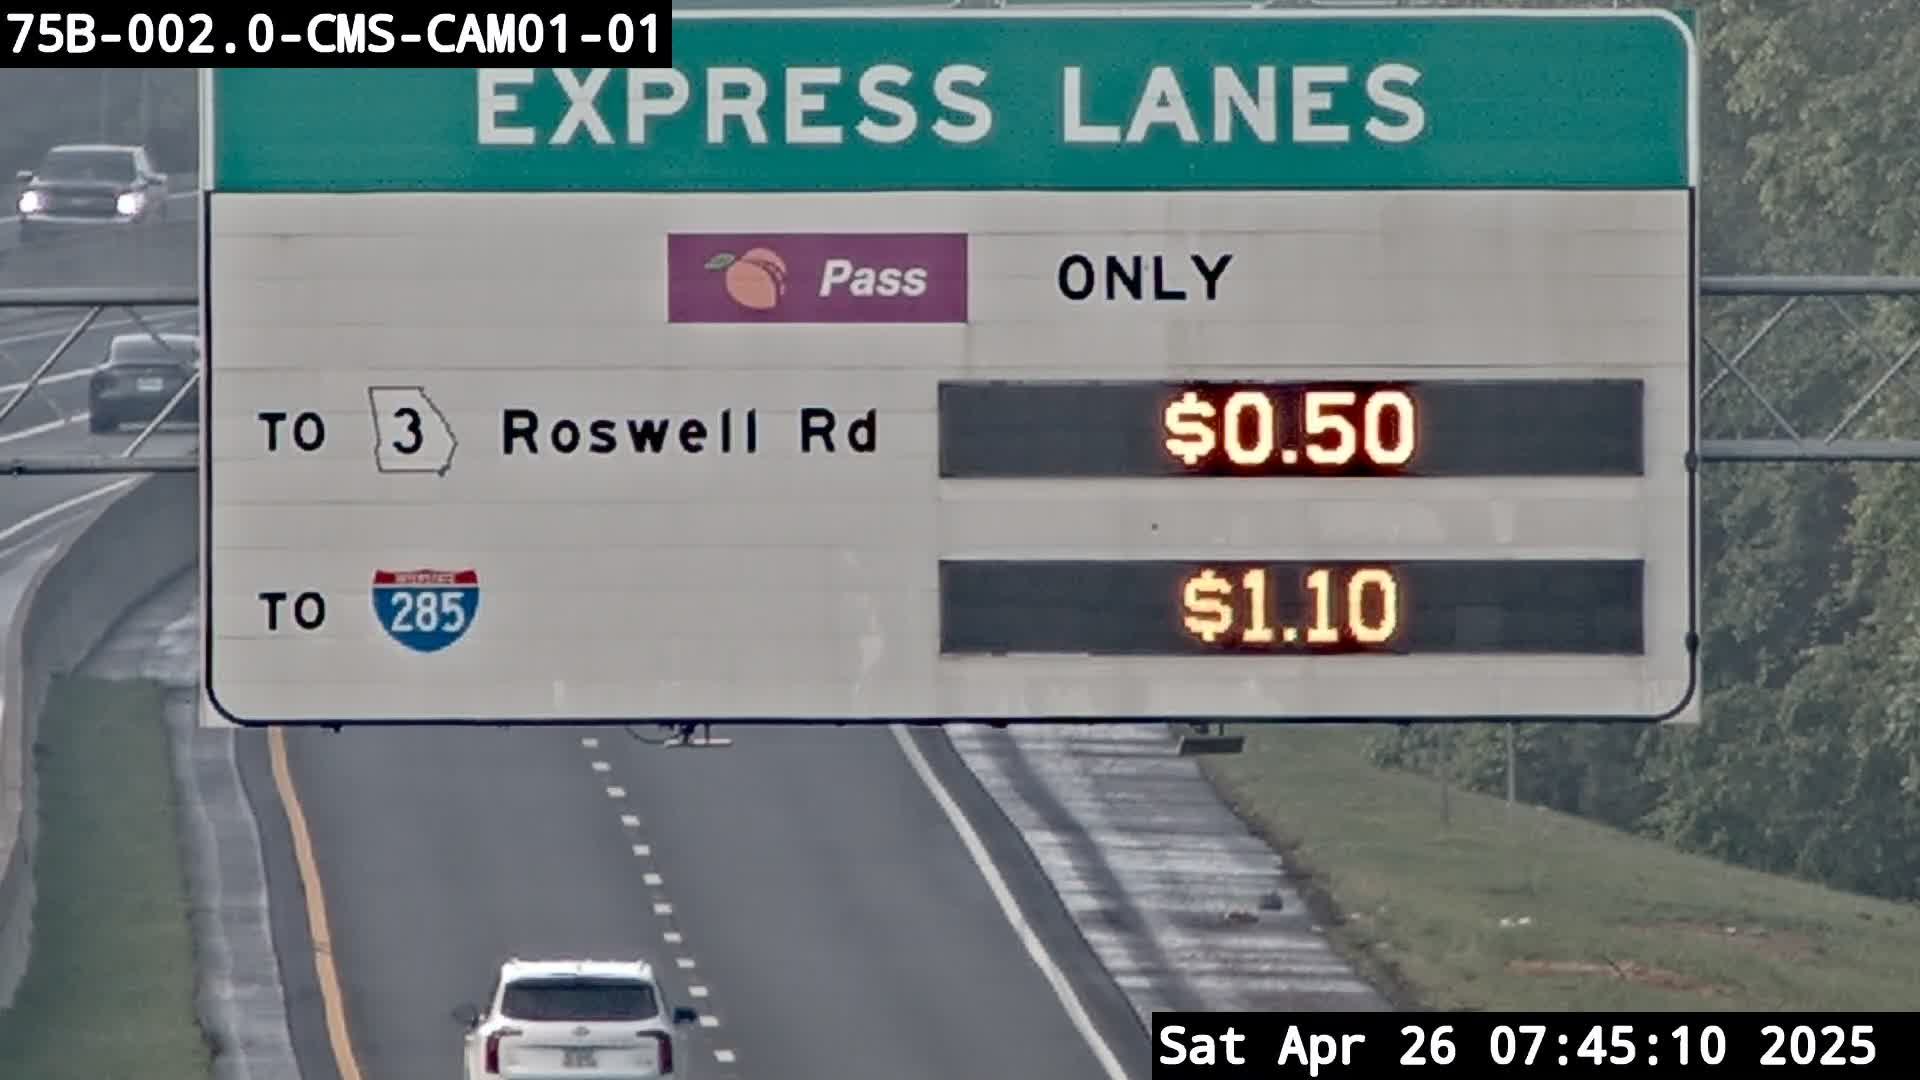 75B-002.0-CMS-CAM01-01
EXPRESS LANES
Pass ONLY
TO 3 Roswell Rd $0.50
INTERSTATE
TO 285 $1.10
Sat Apr 26 07:45:10 2025